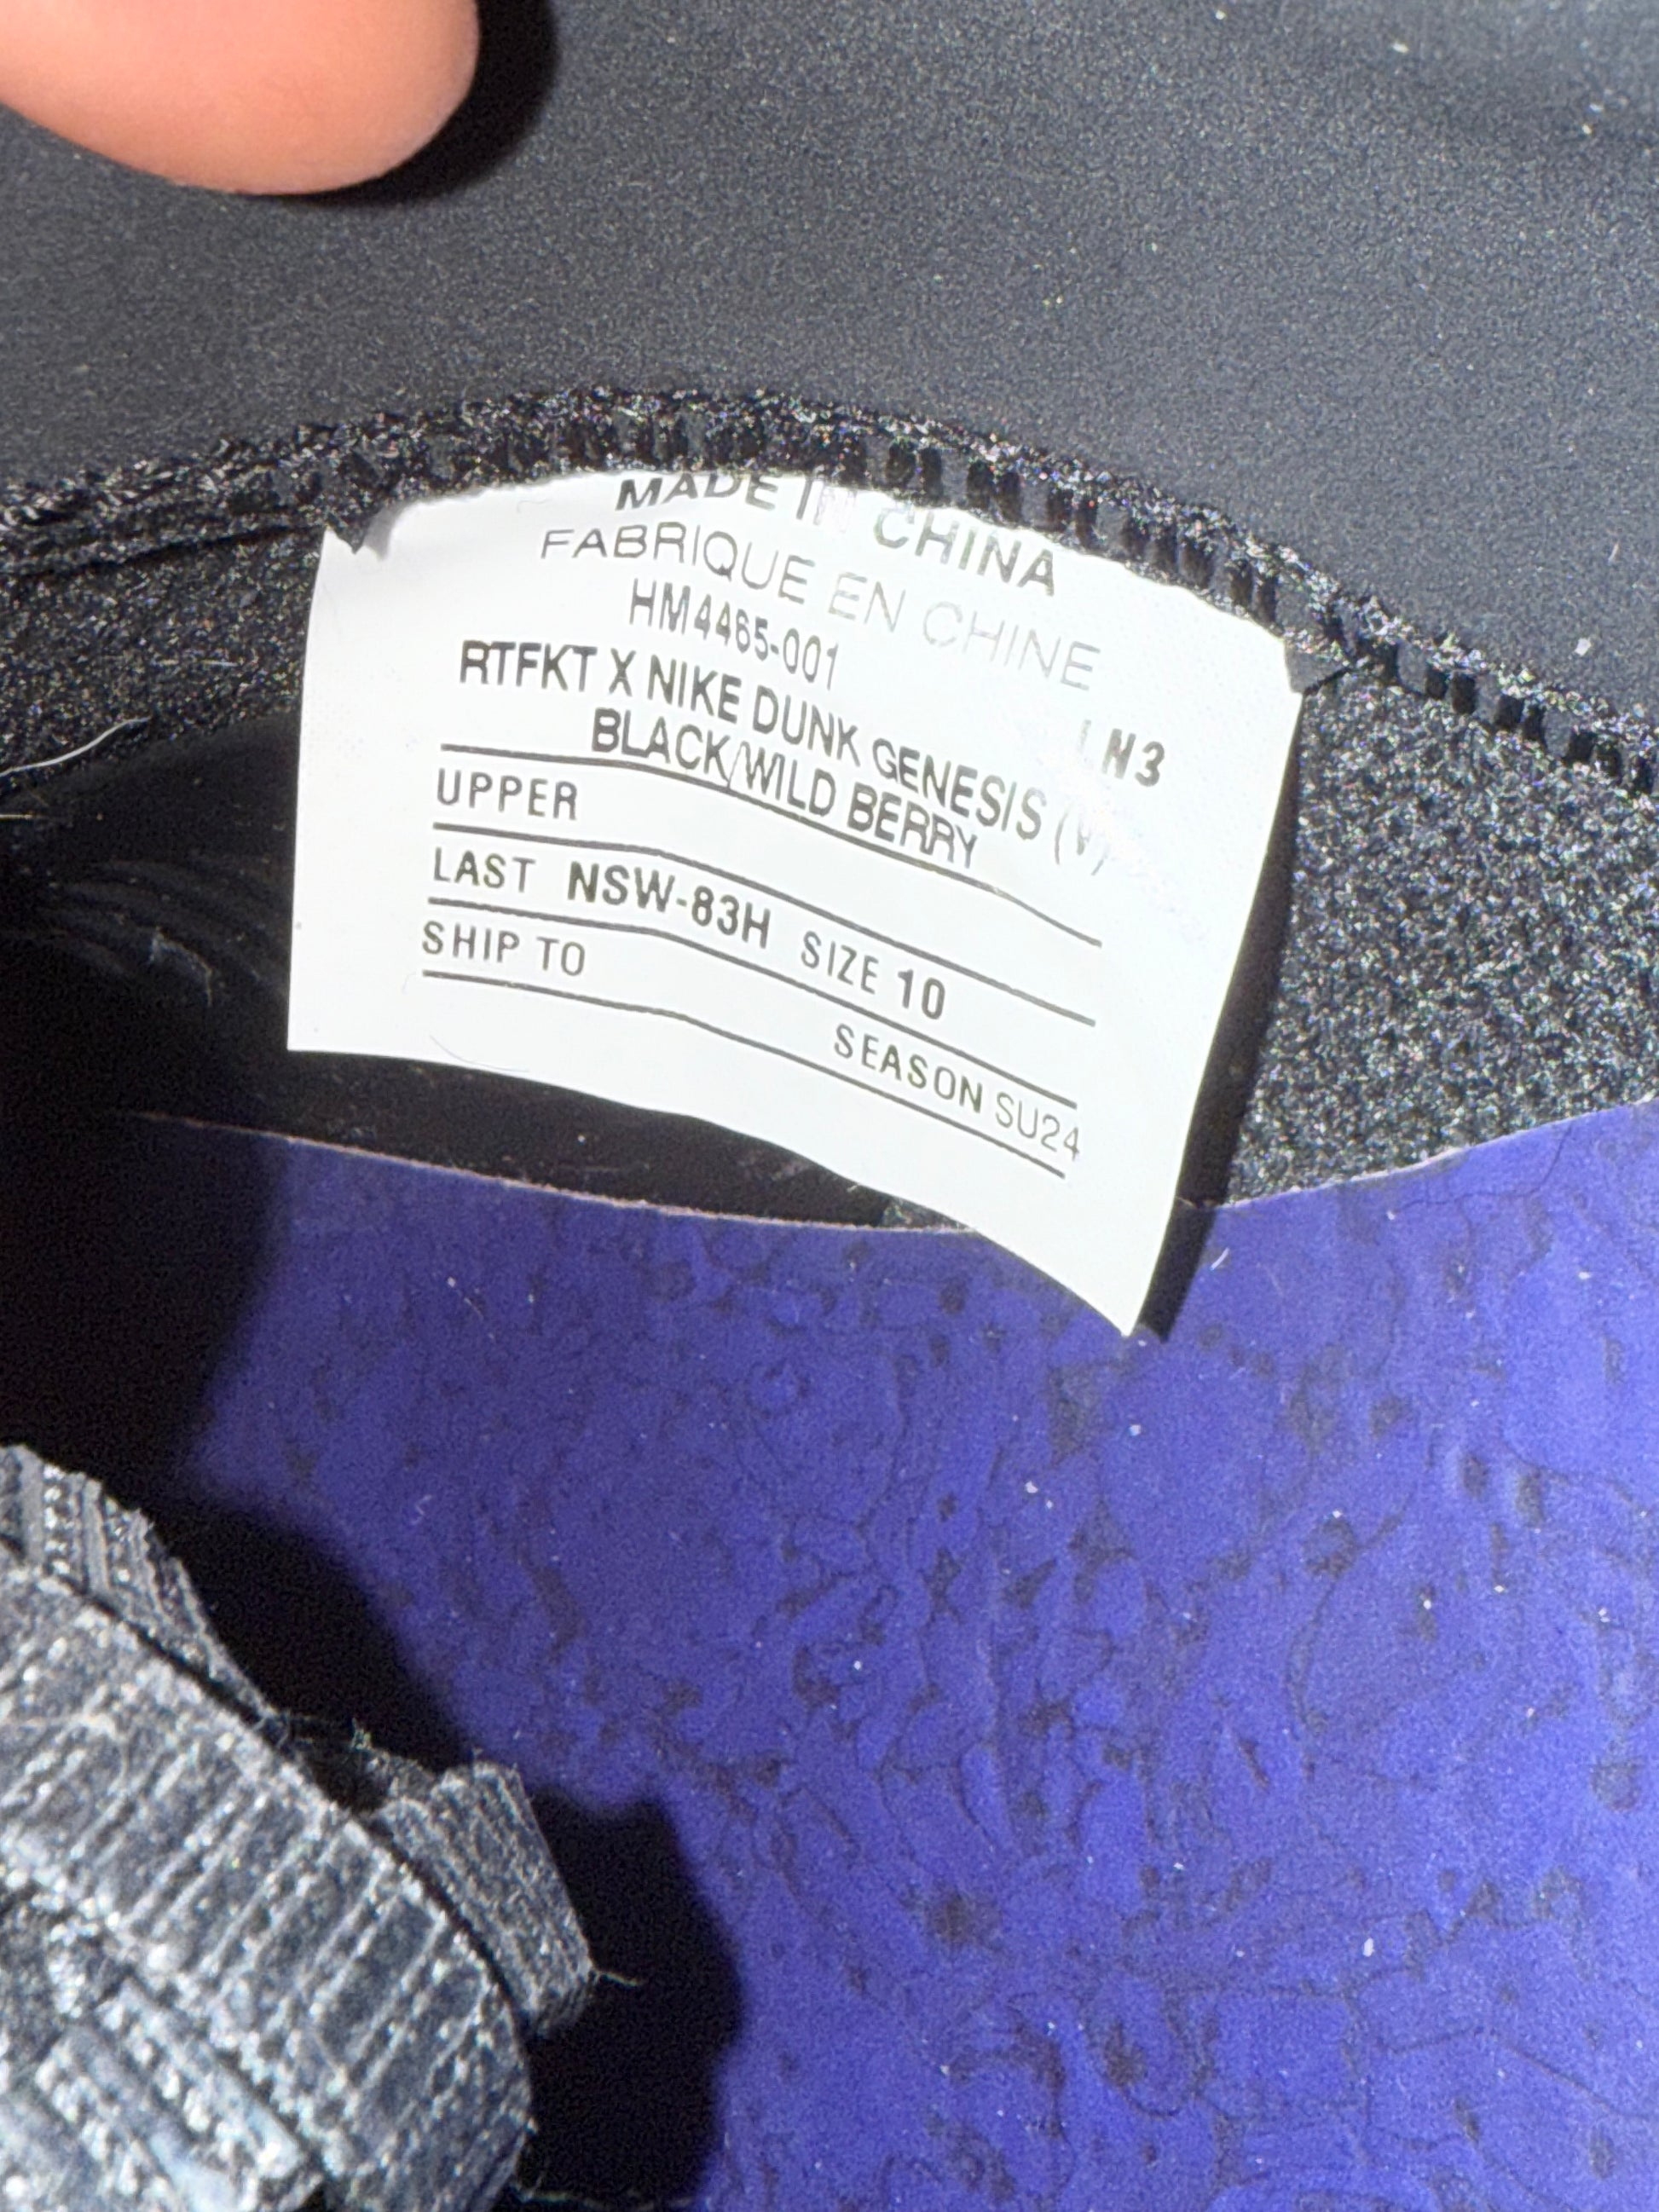 MADE IN CHINA
FABRIQUE EN CHINE
HM4465-001
LN3
RTFKT X NIKE DUNK GENESIS (V)
BLACK/WILD BERRY
UPPER
LAST NSW-83H SIZE 10
SHIP TO
SEASON SU24